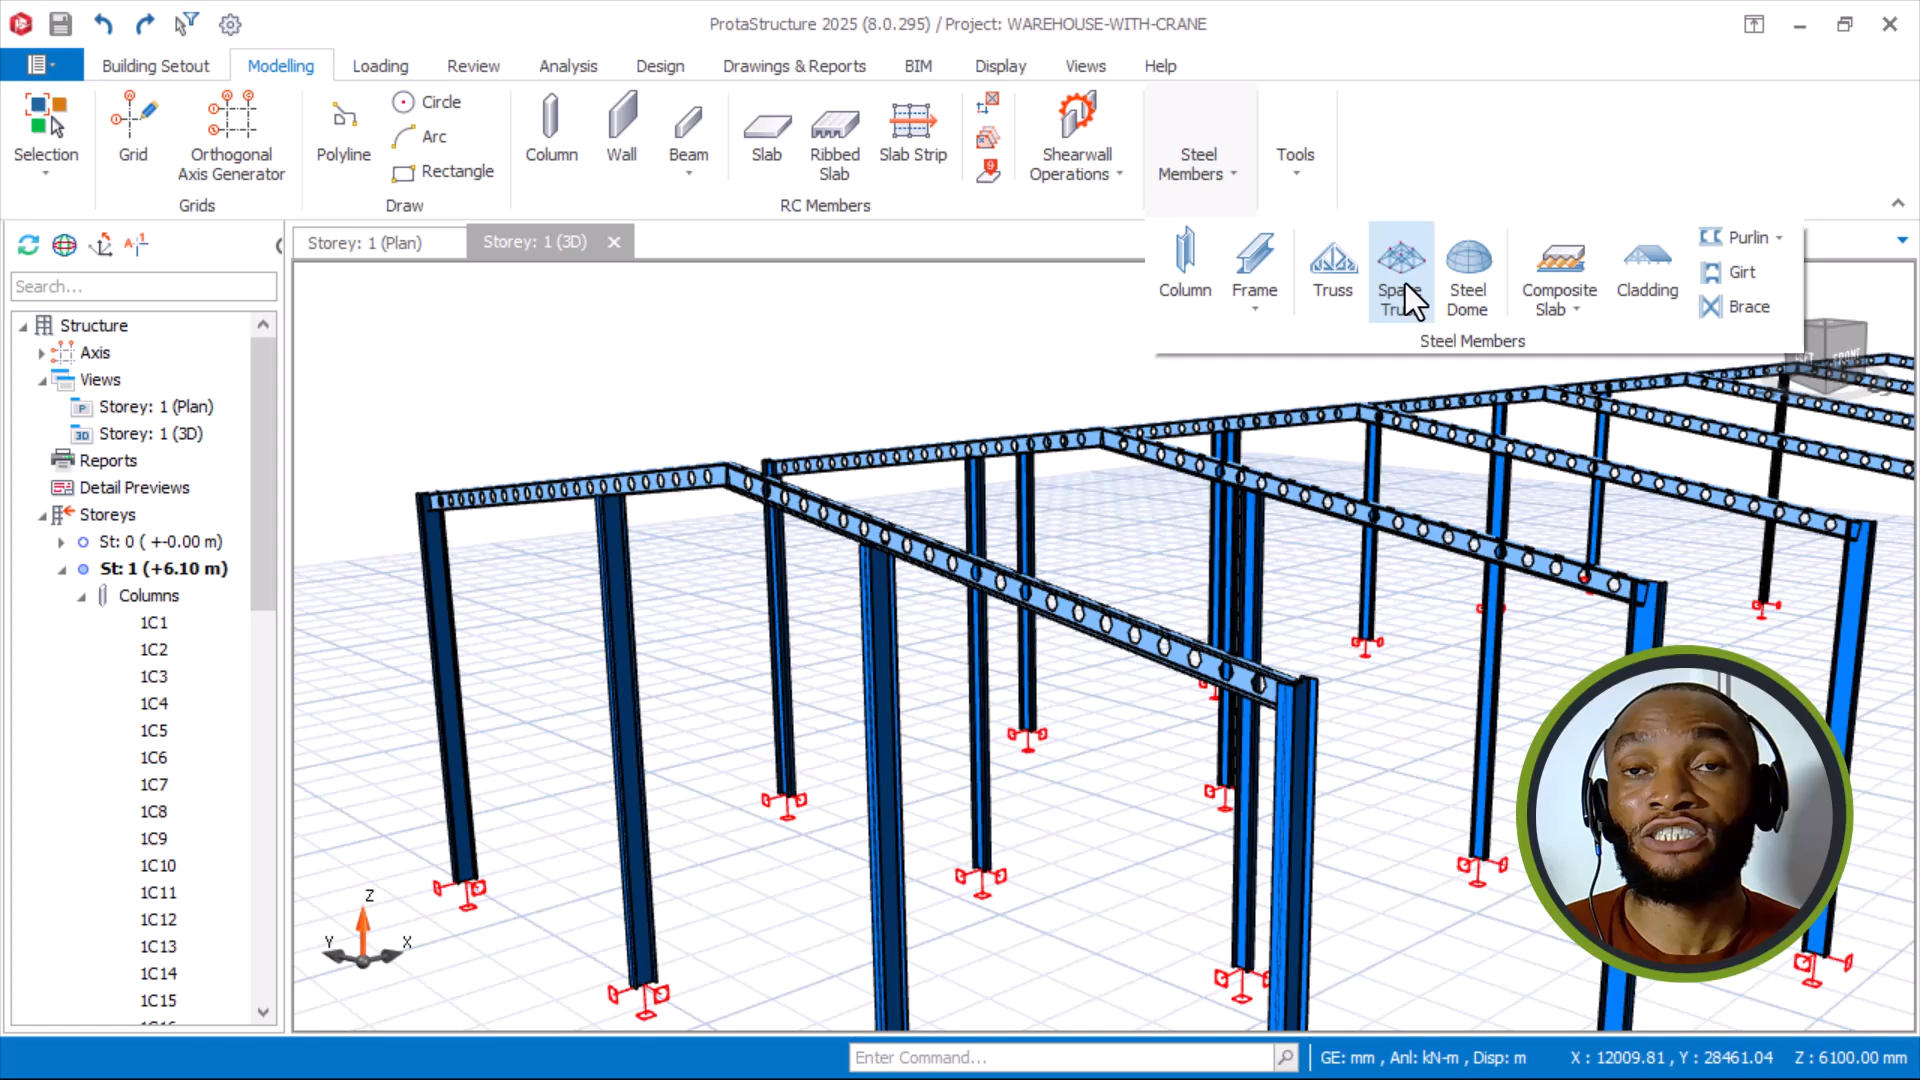 ProtaStructure 2025 (8.0.295) / Project: WAREHOUSE-WITH-CRANE
Building Setout
Modelling
Loading
Review
Analysis
Design
Drawings & Reports
BIM
Display
Views
Help
Selection
Grid
Orthogonal
Axis Generator
Grids
Polyline
Circle
Arc
Rectangle
Draw
Column
Wall
Beam
Slab
Ribbed
Slab
Slab Strip
RC Members
Shearwall
Operations
Steel
Members
Tools
Column
Frame
Truss
Steel
Dome
Composite
Slab
Cladding
Purlin
Girt
Brace
Steel Members
Storey: 1 (Plan)
Storey: 1 (3D)
Search...
Structure
Axis
Views
Storey: 1 (Plan)
Storey: 1 (3D)
Reports
Detail Previews
Storeys
St: 0 ( +-0.00 m)
St: 1 (+6.10 m)
Columns
1C1
1C2
1C3
1C4
1C5
1C6
1C7
1C8
1C9
1C10
1C11
1C12
1C13
1C14
1C15
Z
Y
X
FRONT
Enter Command...
GE: mm , Anl: kN-m , Disp: m
X : 12009.81 , Y : 28461.04
Z : 6100.00 mm